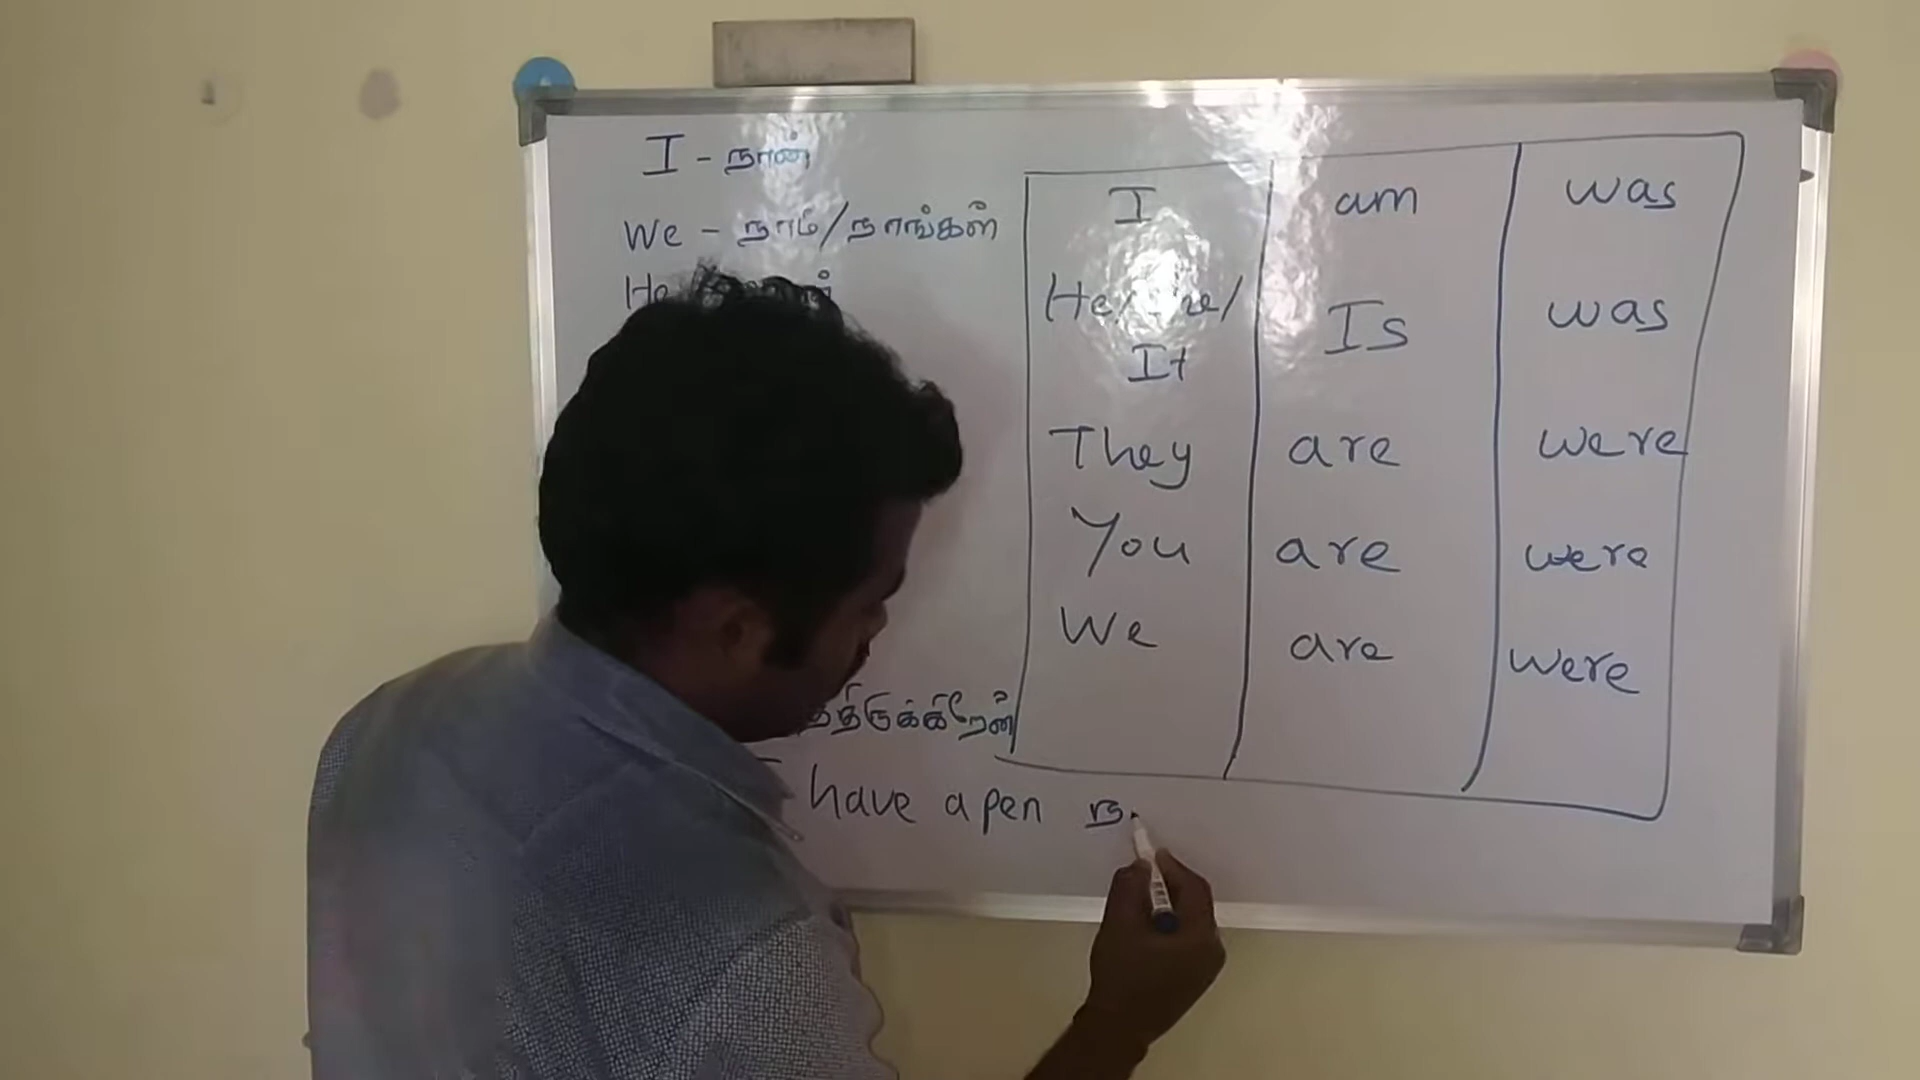 I - நான்
We - நாம்/நாங்கள்
He
I am was
He/She/ Is was
It
They are were
You are were
We are were
have a pen ந